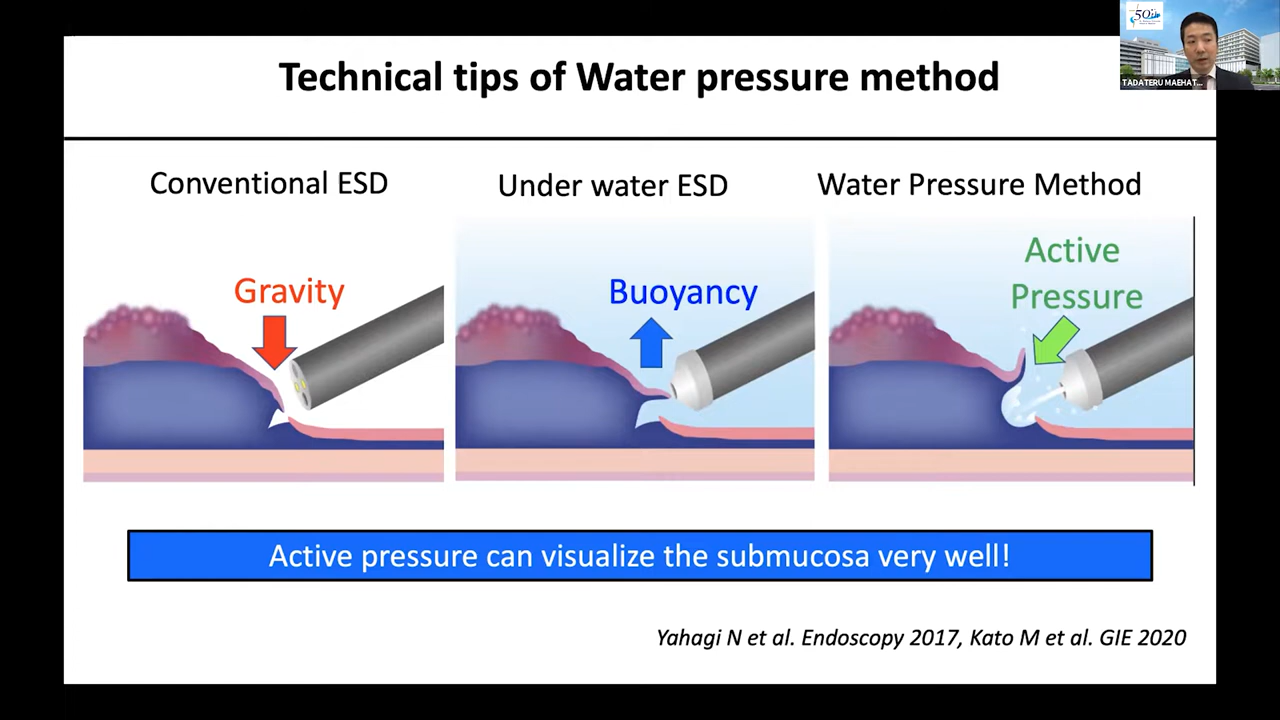 Technical tips of Water pressure method
50
TADATERU MAEHAT...
Conventional ESD
Under water ESD
Water Pressure Method
Gravity
Buoyancy
Active
Pressure
Active pressure can visualize the submucosa very well!
Yahagi N et al. Endoscopy 2017, Kato M et al. GIE 2020